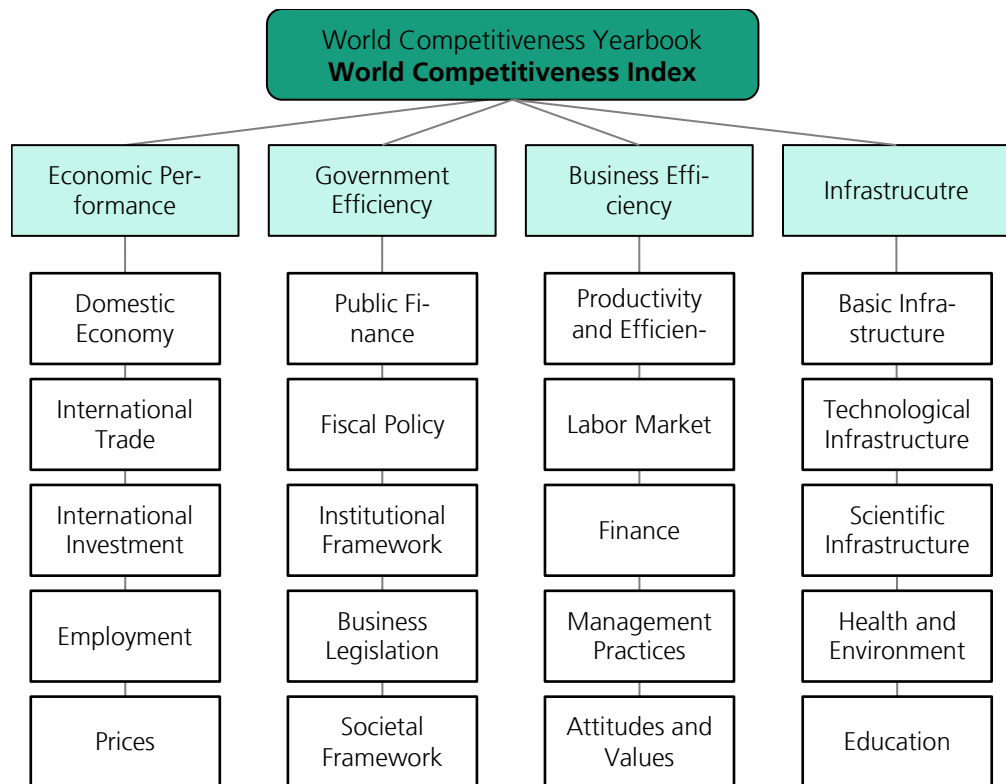 World Competitiveness Yearbook
World Competitiveness Index
Economic Per-
formance
Government
Efficiency
Business Effi-
ciency
Infrastrucutre
Domestic
Economy
Public Fi-
nance
Productivity
and Efficien-
Basic Infra-
structure
International
Trade
Fiscal Policy
Labor Market
Technological
Infrastructure
International
Investment
Institutional
Framework
Finance
Scientific
Infrastructure
Employment
Business
Legislation
Management
Practices
Health and
Environment
Prices
Societal
Framework
Attitudes and
Values
Education